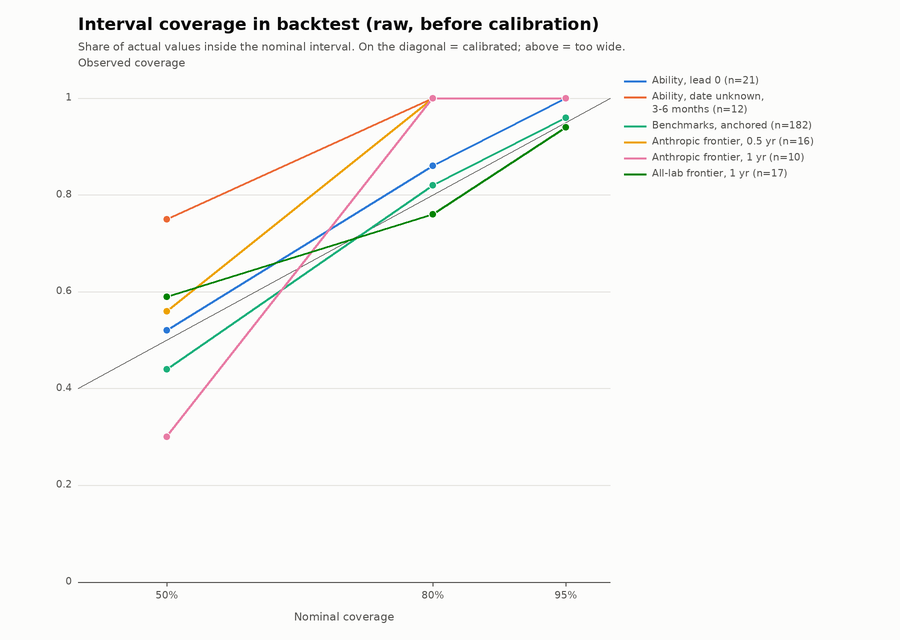 Interval coverage in backtest (raw, before calibration)
Share of actual values inside the nominal interval. On the diagonal = calibrated; above = too wide.
Observed coverage
Ability, lead 0 (n=21)
Ability, date unknown,
3-6 months (n=12)
Benchmarks, anchored (n=182)
Anthropic frontier, 0.5 yr (n=16)
Anthropic frontier, 1 yr (n=10)
All-lab frontier, 1 yr (n=17)
1
0.8
0.6
0.4
0.2
0
50%
80%
95%
Nominal coverage